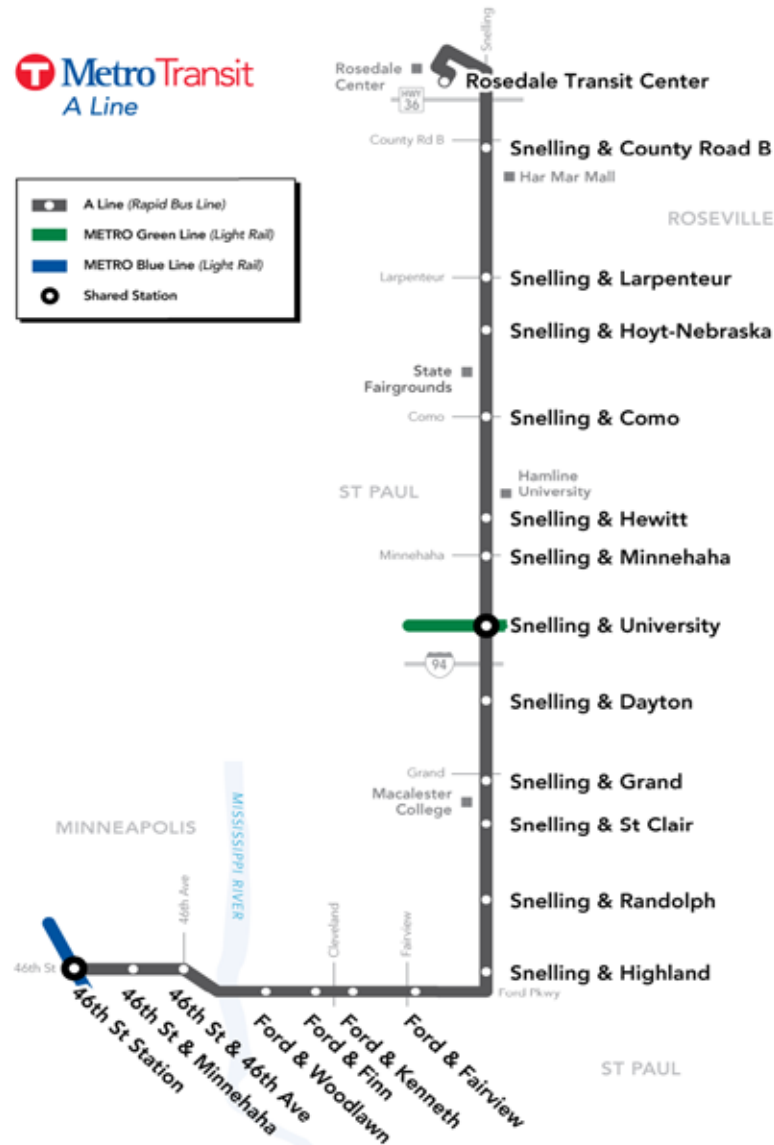 T Metro Transit
A Line
A Line (Rapid Bus Line)
METRO Green Line (Light Rail)
METRO Blue Line (Light Rail)
Shared Station
Snelling
Rosedale
Center
Rosedale Transit Center
HWY
36
County Rd B
Snelling & County Road B
Har Mar Mall
ROSEVILLE
Larpenteur
Snelling & Larpenteur
Snelling & Hoyt-Nebraska
State
Fairgrounds
Como
Snelling & Como
ST PAUL
Hamline
University
Snelling & Hewitt
Minnehaha
Snelling & Minnehaha
Snelling & University
94
Snelling & Dayton
Grand
Snelling & Grand
Macalester
College
Snelling & St Clair
MINNEAPOLIS
MISSISSIPPI RIVER
Snelling & Randolph
46th Ave
Cleveland
Fairview
46th St
Snelling & Highland
Ford Pkwy
46th St Station
46th St & Minnehaha
46th St & 46th Ave
Ford & Woodlawn
Ford & Finn
Ford & Kenneth
Ford & Fairview
ST PAUL